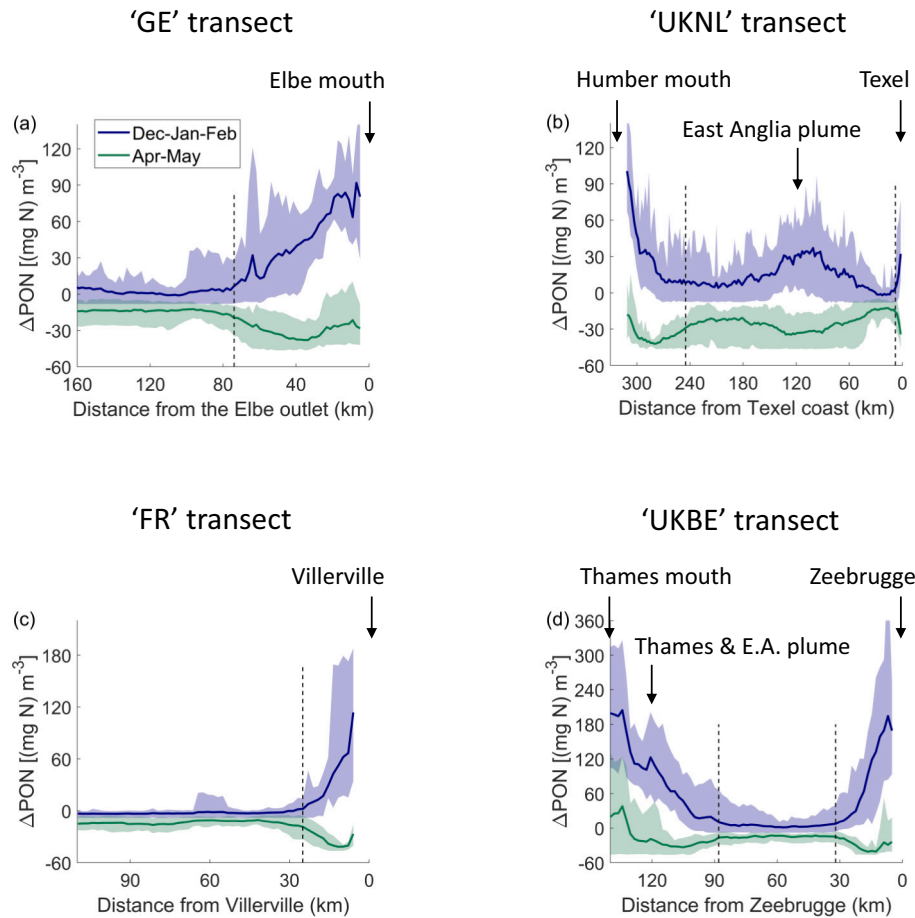 'GE' transect
'UKNL' transect
Elbe mouth
Humber mouth
Texel
(a)
Dec-Jan-Feb
Apr-May
(b)
East Anglia plume
ΔPON [(mg N) m⁻³]
120
90
60
30
0
-30
-60
160 120 80 40 0
Distance from the Elbe outlet (km)
ΔPON [(mg N) m⁻³]
120
90
60
30
0
-30
-60
300 240 180 120 60 0
Distance from Texel coast (km)
'FR' transect
'UKBE' transect
Villerville
Thames mouth
Zeebrugge
(c)
(d)
Thames & E.A. plume
ΔPON [(mg N) m⁻³]
180
120
60
0
-60
90 60 30 0
Distance from Villerville (km)
ΔPON [(mg N) m⁻³]
360
300
240
180
120
60
0
-60
120 90 60 30 0
Distance from Zeebrugge (km)